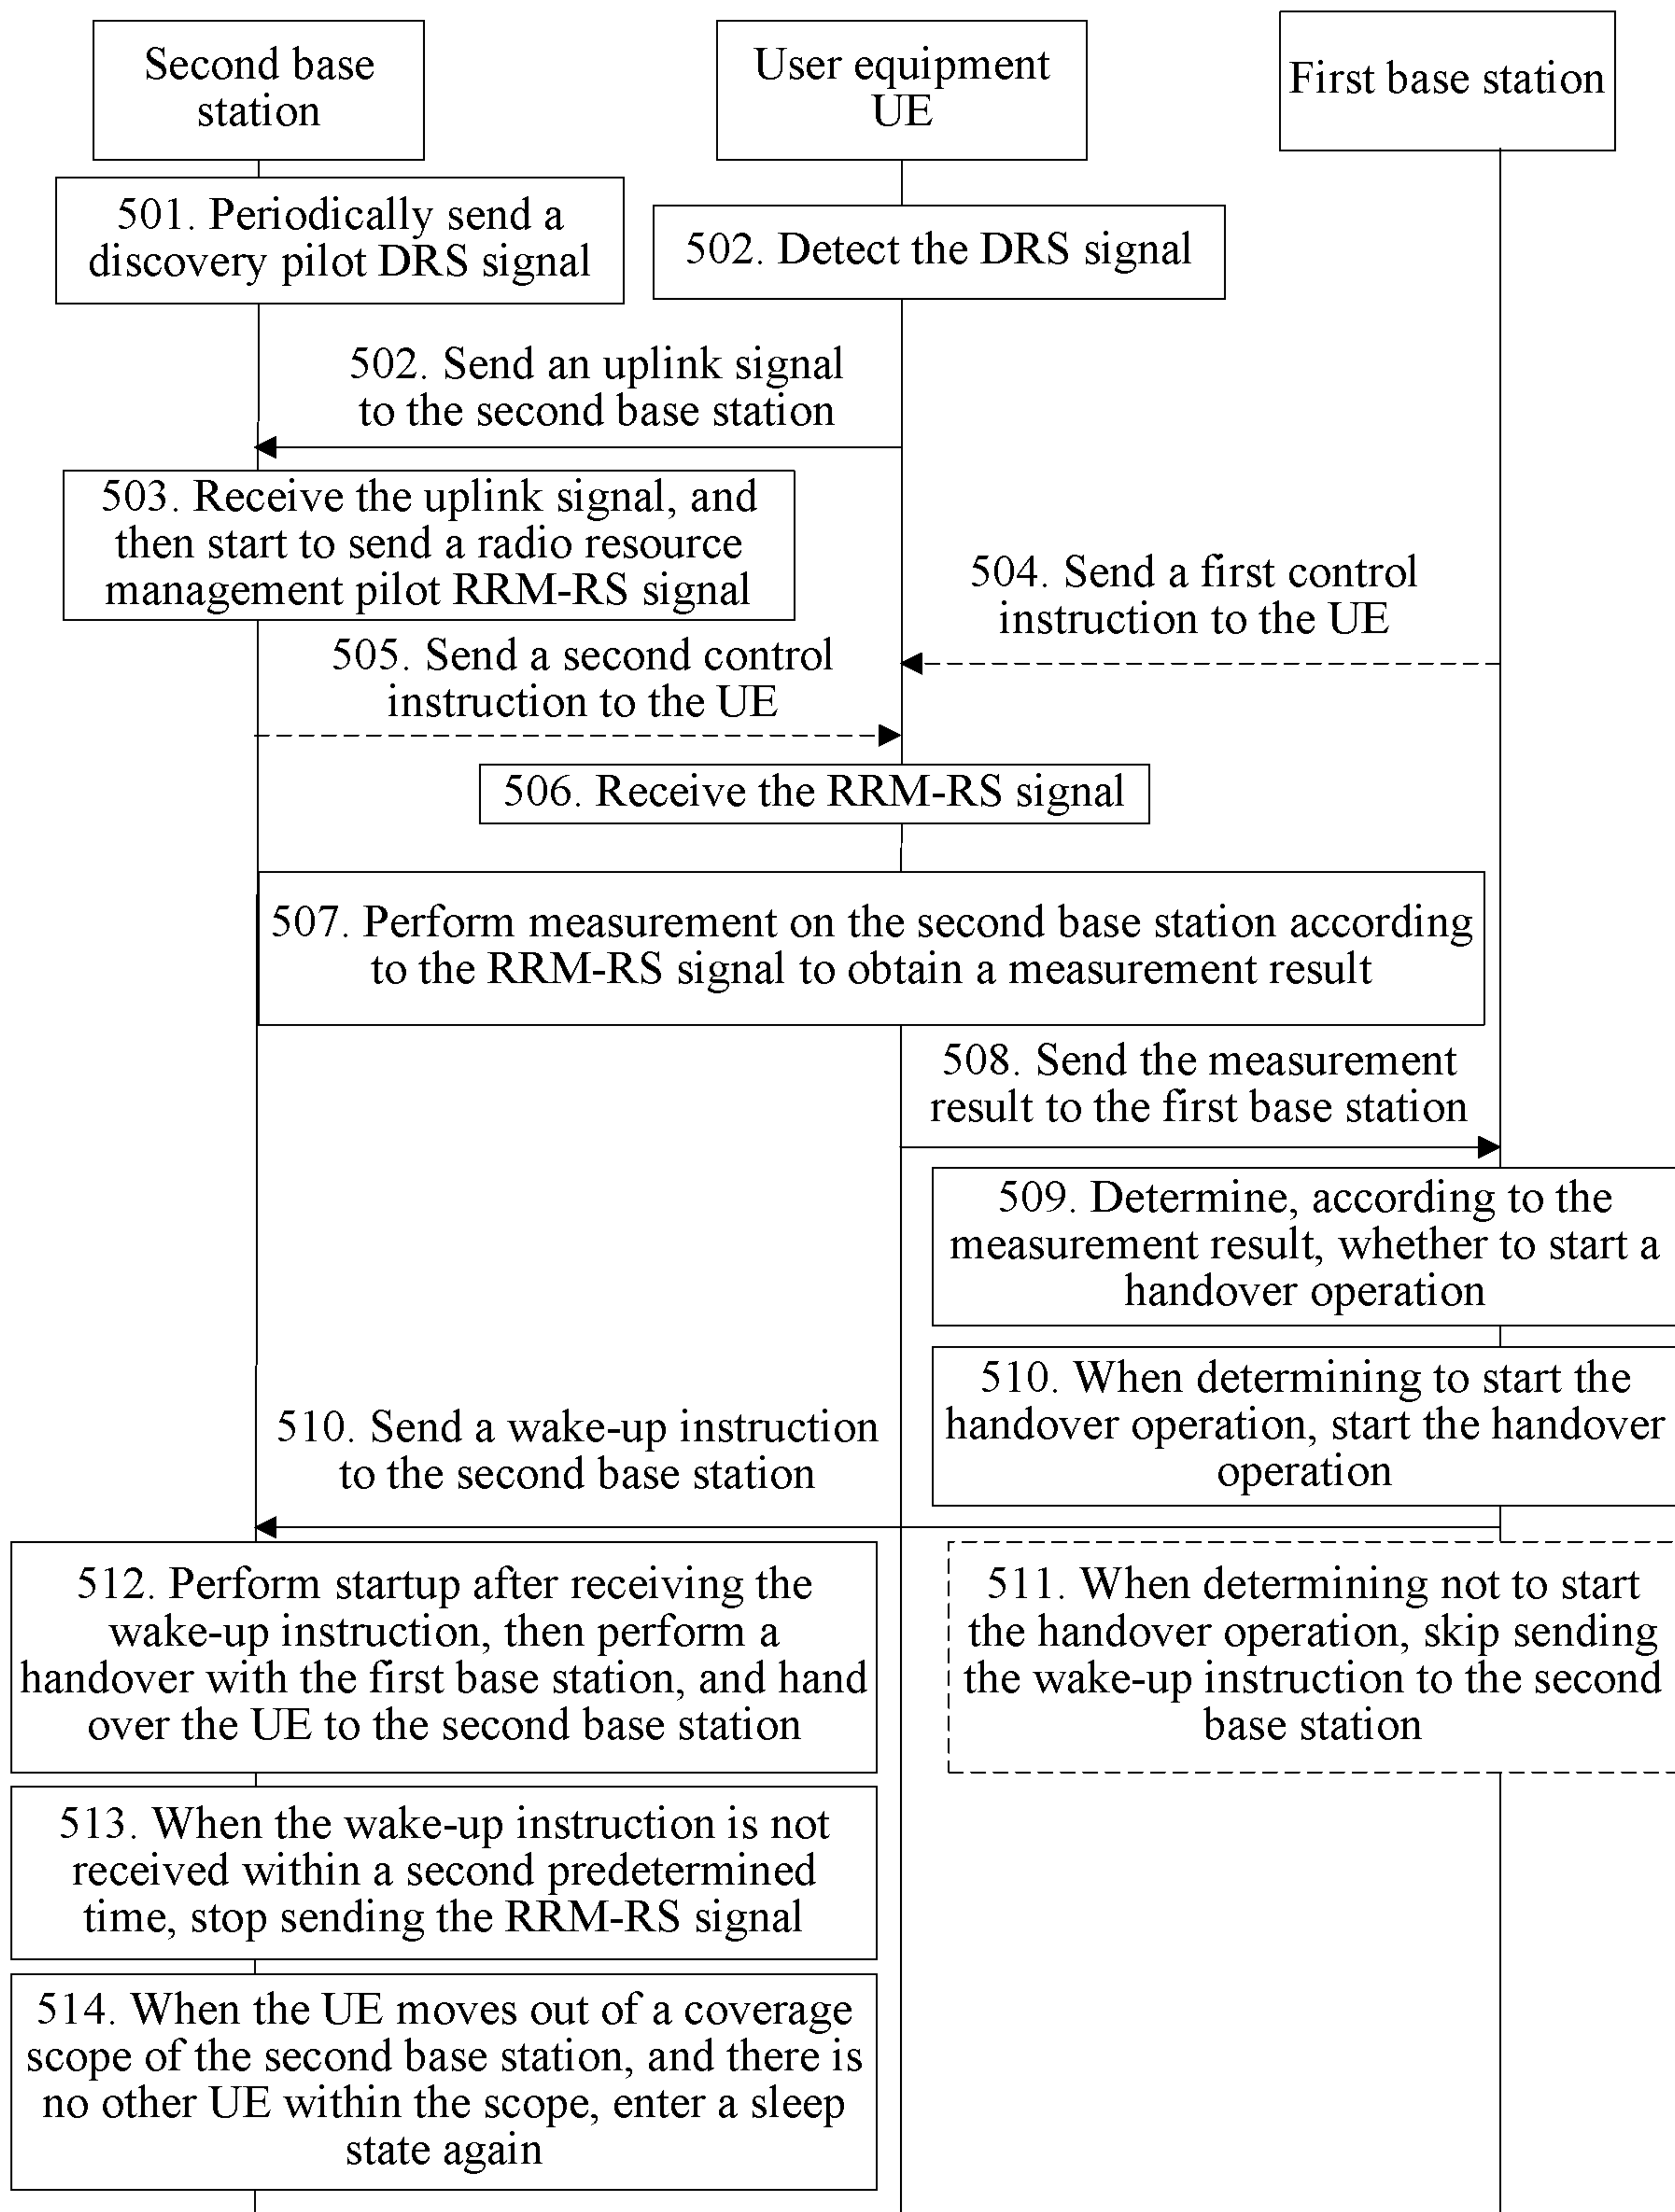 Second base
station
User equipment
UE
First base station
501. Periodically send a
discovery pilot DRS signal
502. Detect the DRS signal
502. Send an uplink signal
to the second base station
503. Receive the uplink signal, and
then start to send a radio resource
management pilot RRM-RS signal
504. Send a first control
instruction to the UE
505. Send a second control
instruction to the UE
506. Receive the RRM-RS signal
507. Perform measurement on the second base station according
to the RRM-RS signal to obtain a measurement result
508. Send the measurement
result to the first base station
509. Determine, according to the
measurement result, whether to start a
handover operation
510. When determining to start the
handover operation, start the handover
operation
510. Send a wake-up instruction
to the second base station
512. Perform startup after receiving the
wake-up instruction, then perform a
handover with the first base station, and hand
over the UE to the second base station
511. When determining not to start
the handover operation, skip sending
the wake-up instruction to the second
base station
513. When the wake-up instruction is not
received within a second predetermined
time, stop sending the RRM-RS signal
514. When the UE moves out of a coverage
scope of the second base station, and there is
no other UE within the scope, enter a sleep
state again